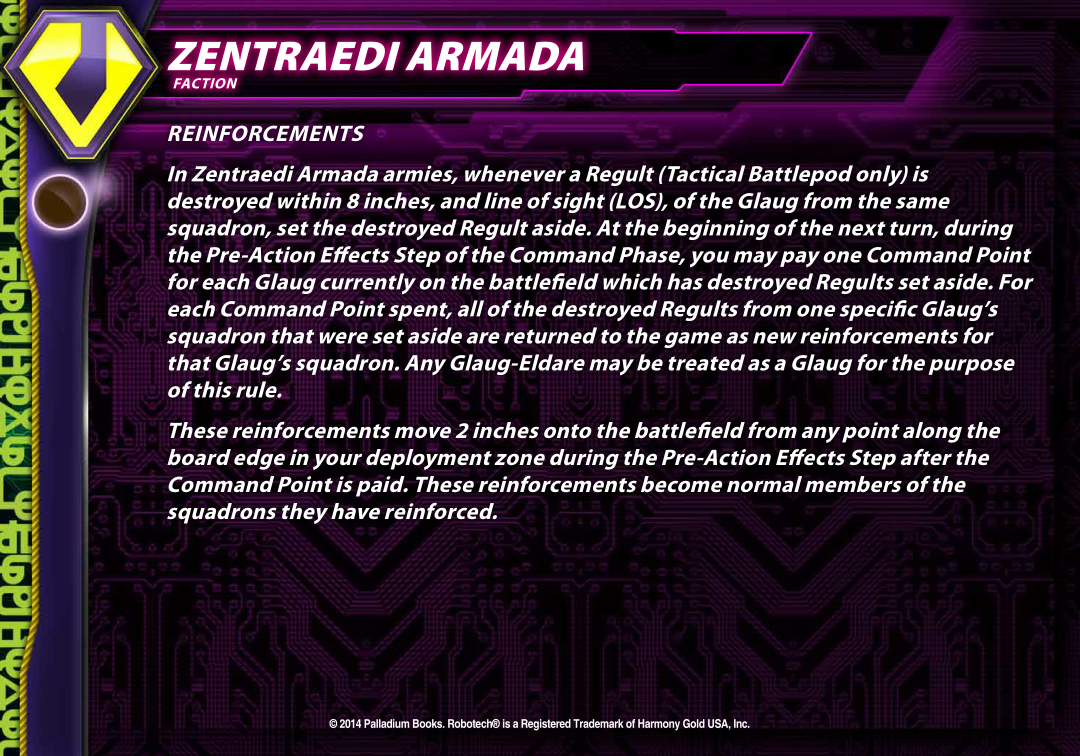 ZENTRAEDI ARMADA
FACTION
REINFORCEMENTS
In Zentraedi Armada armies, whenever a Regult (Tactical Battlepod only) is
destroyed within 8 inches, and line of sight (LOS), of the Glaug from the same
squadron, set the destroyed Regult aside. At the beginning of the next turn, during
the Pre-Action Effects Step of the Command Phase, you may pay one Command Point
for each Glaug currently on the battlefield which has destroyed Regults set aside. For
each Command Point spent, all of the destroyed Regults from one specific Glaug’s
squadron that were set aside are returned to the game as new reinforcements for
that Glaug’s squadron. Any Glaug-Eldare may be treated as a Glaug for the purpose
of this rule.
These reinforcements move 2 inches onto the battlefield from any point along the
board edge in your deployment zone during the Pre-Action Effects Step after the
Command Point is paid. These reinforcements become normal members of the
squadrons they have reinforced.
© 2014 Palladium Books. Robotech® is a Registered Trademark of Harmony Gold USA, Inc.